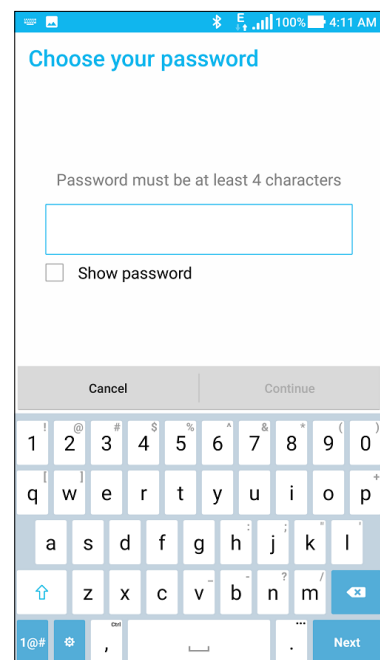 E 100% 4:11 AM
Choose your password
Password must be at least 4 characters
Show password
Cancel Continue
! @ # $ % ^ & * ( )
1 2 3 4 5 6 7 8 9 0
[ ] +
q w e r t y u i o p
: ; " '
a s d f g h j k l
_ - ? /
z x c v b n m
Ctrl ...
1@# , . Next